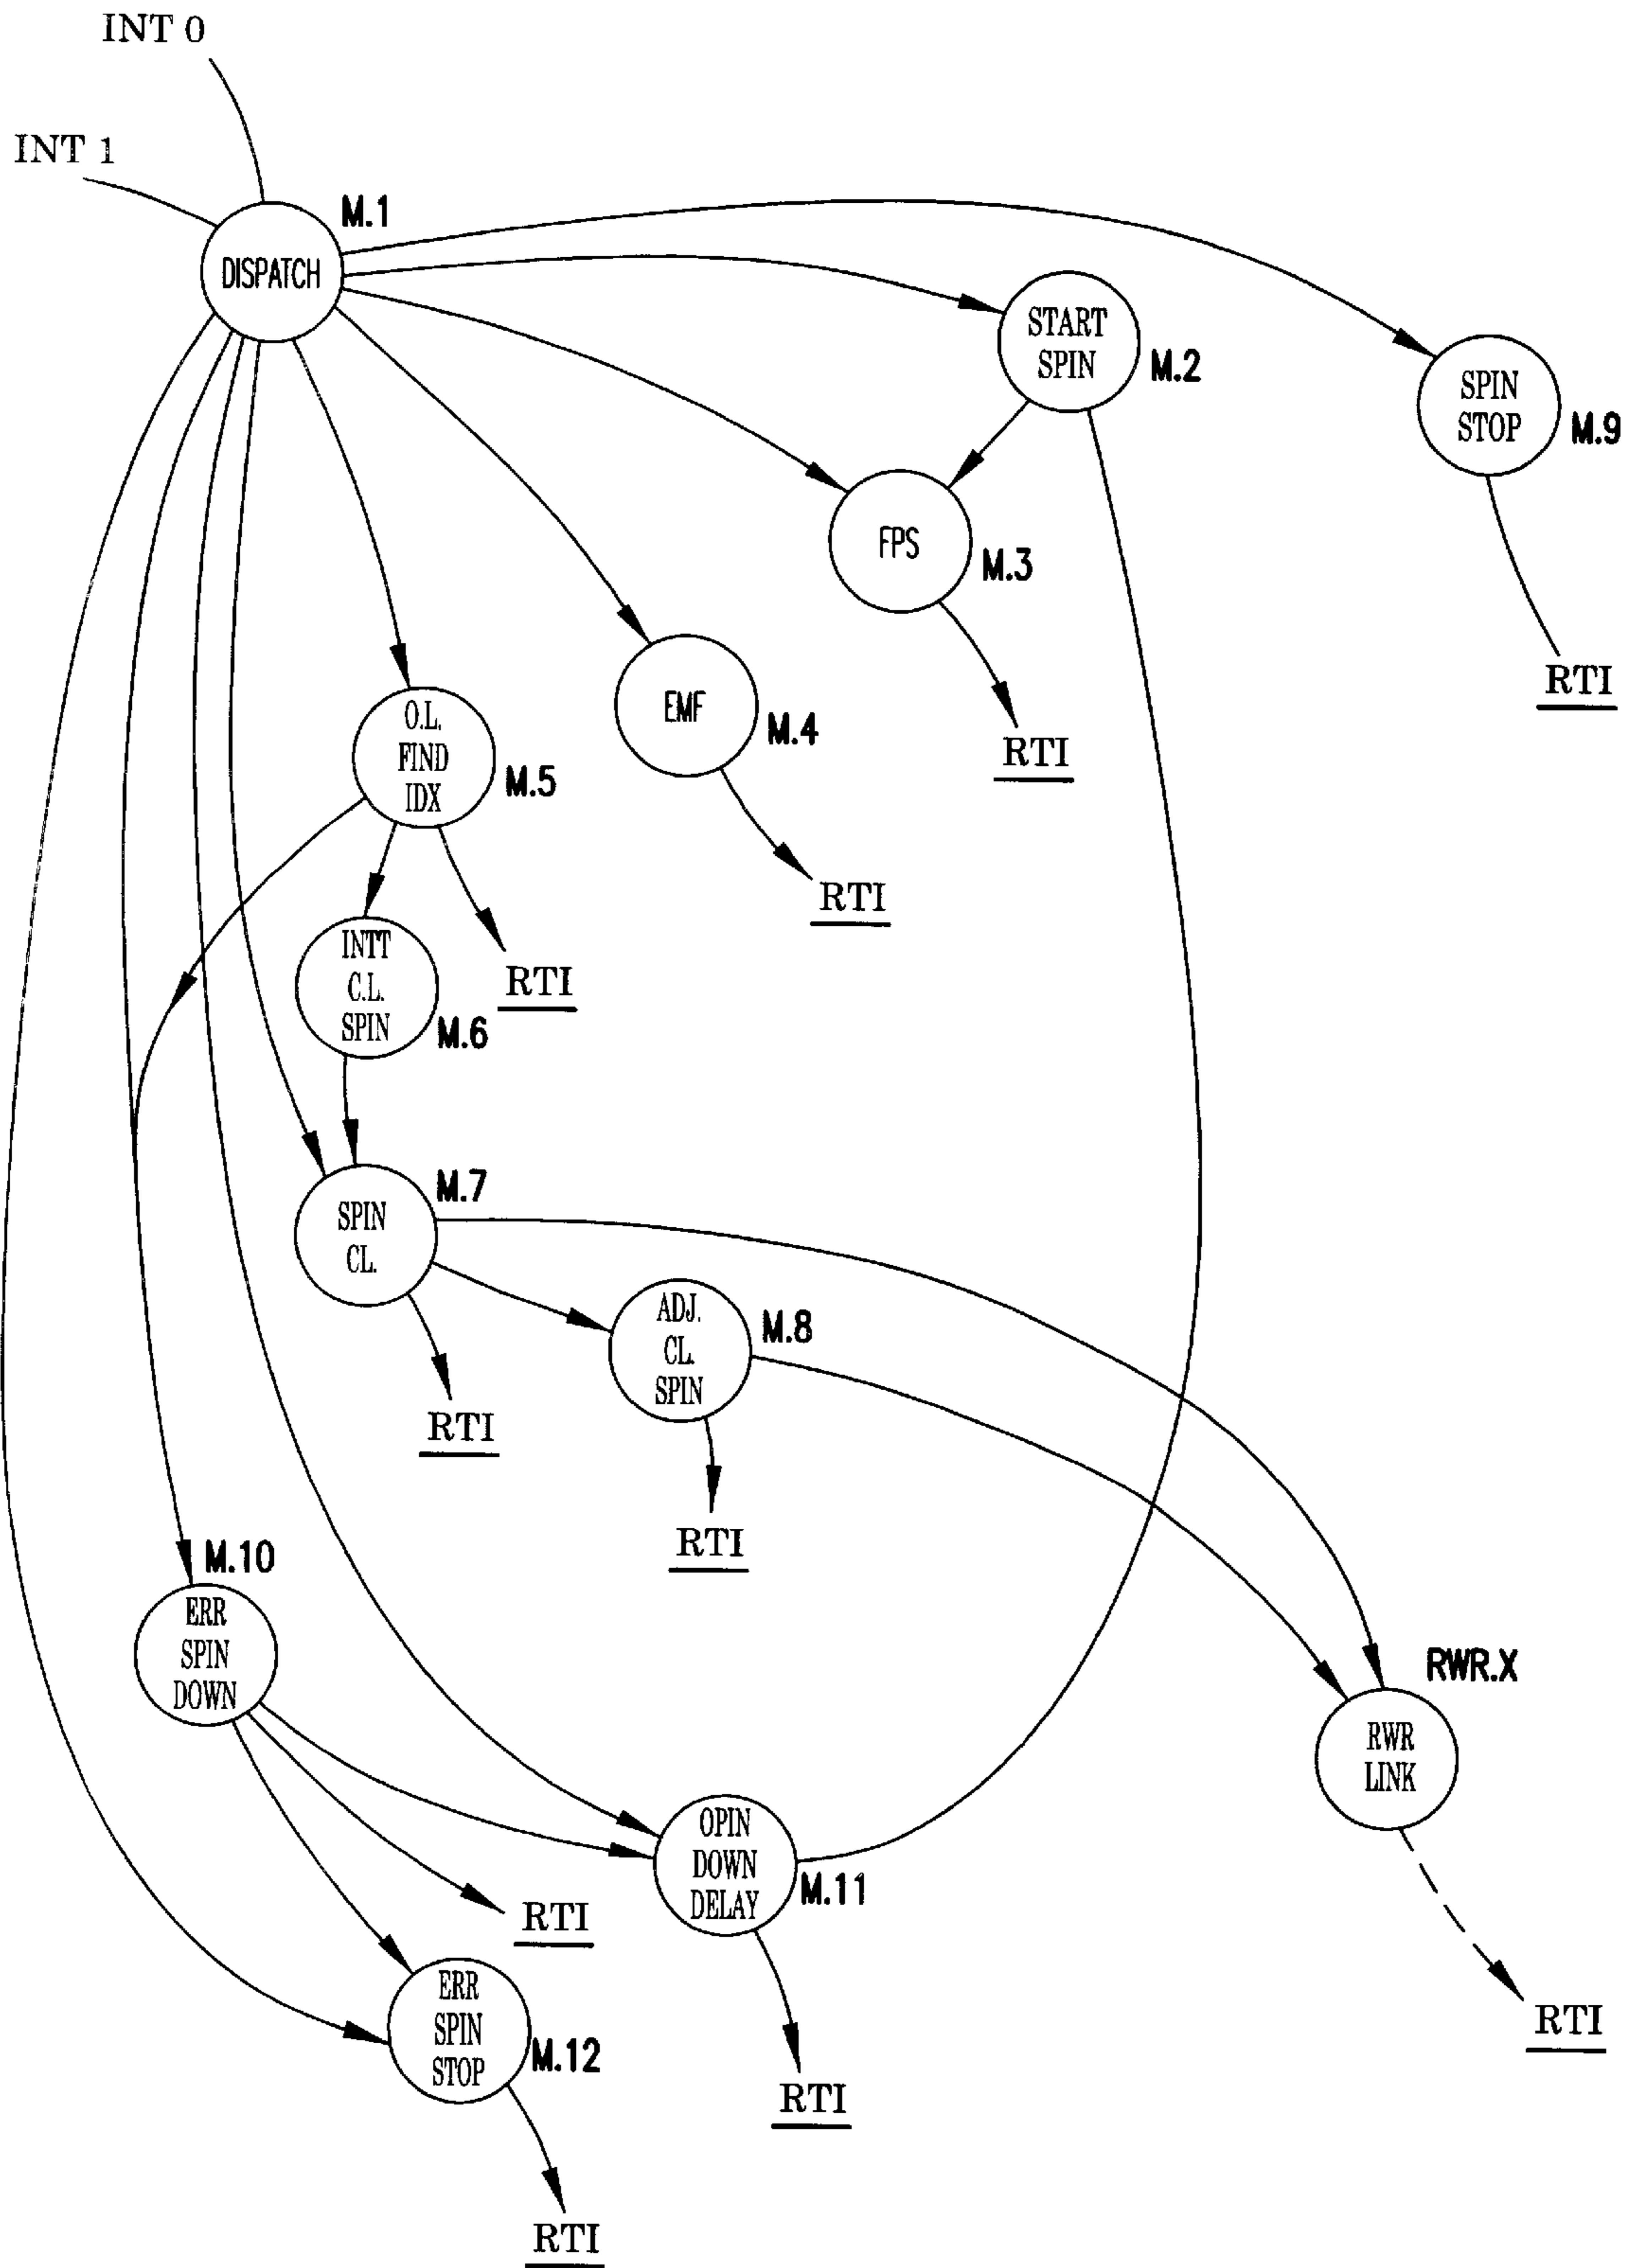 INT 0
INT 1
M.1
DISPATCH
START
SPIN
M.2
SPIN
STOP
M.9
FPS
M.3
RTI
RTI
O.L.
FIND
IDX
M.5
EMF
M.4
RTI
INTT
C.L.
SPIN
M.6
RTI
M.7
SPIN
CL.
ADJ.
CL.
SPIN
M.8
RTI
RTI
M.10
ERR
SPIN
DOWN
RWR.X
RWR
LINK
OPIN
DOWN
DELAY
M.11
RTI
ERR
SPIN
STOP
M.12
RTI
RTI
RTI